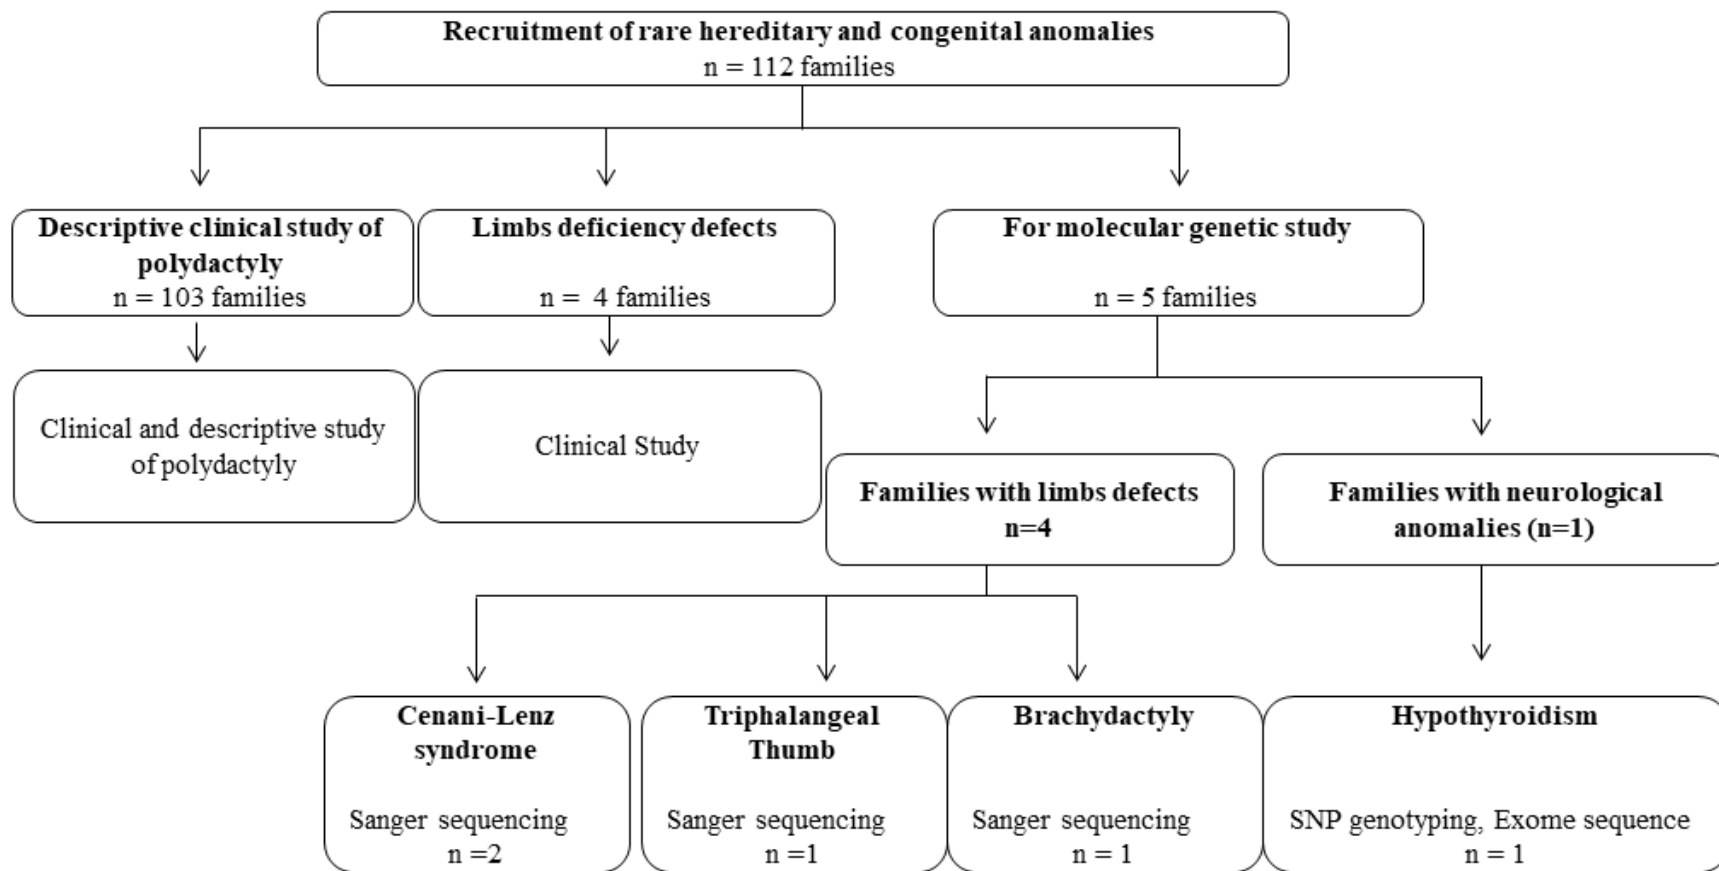 Recruitment of rare hereditary and congenital anomalies
n = 112 families
Descriptive clinical study of
polydactyly
n = 103 families
Limbs deficiency defects
n =  4 families
For molecular genetic study
n = 5 families
Clinical and descriptive study
of polydactyly
Clinical Study
Families with limbs defects
n=4
Families with neurological
anomalies (n=1)
Cenani-Lenz
syndrome
Sanger sequencing
n =2
Triphalangeal
Thumb
Sanger sequencing
n =1
Brachydactyly
Sanger sequencing
n = 1
Hypothyroidism
SNP genotyping, Exome sequence
n = 1